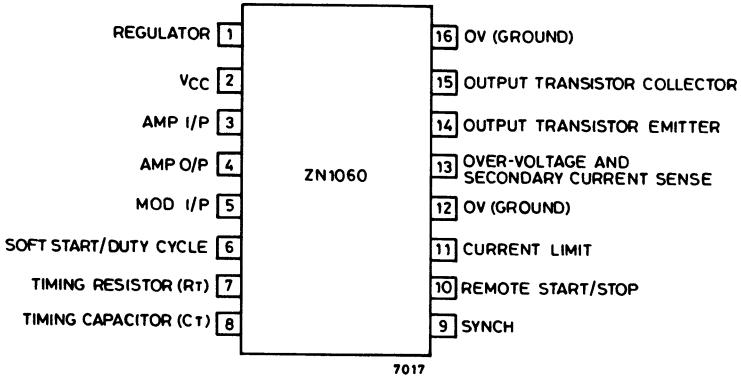 REGULATOR 1
VCC 2
AMP I/P 3
AMP O/P 4
MOD I/P 5
SOFT START/DUTY CYCLE 6
TIMING RESISTOR (RT) 7
TIMING CAPACITOR (CT) 8
ZN1060
16 OV (GROUND)
15 OUTPUT TRANSISTOR COLLECTOR
14 OUTPUT TRANSISTOR EMITTER
13 OVER-VOLTAGE AND
SECONDARY CURRENT SENSE
12 OV (GROUND)
11 CURRENT LIMIT
10 REMOTE START/STOP
9 SYNCH
7017